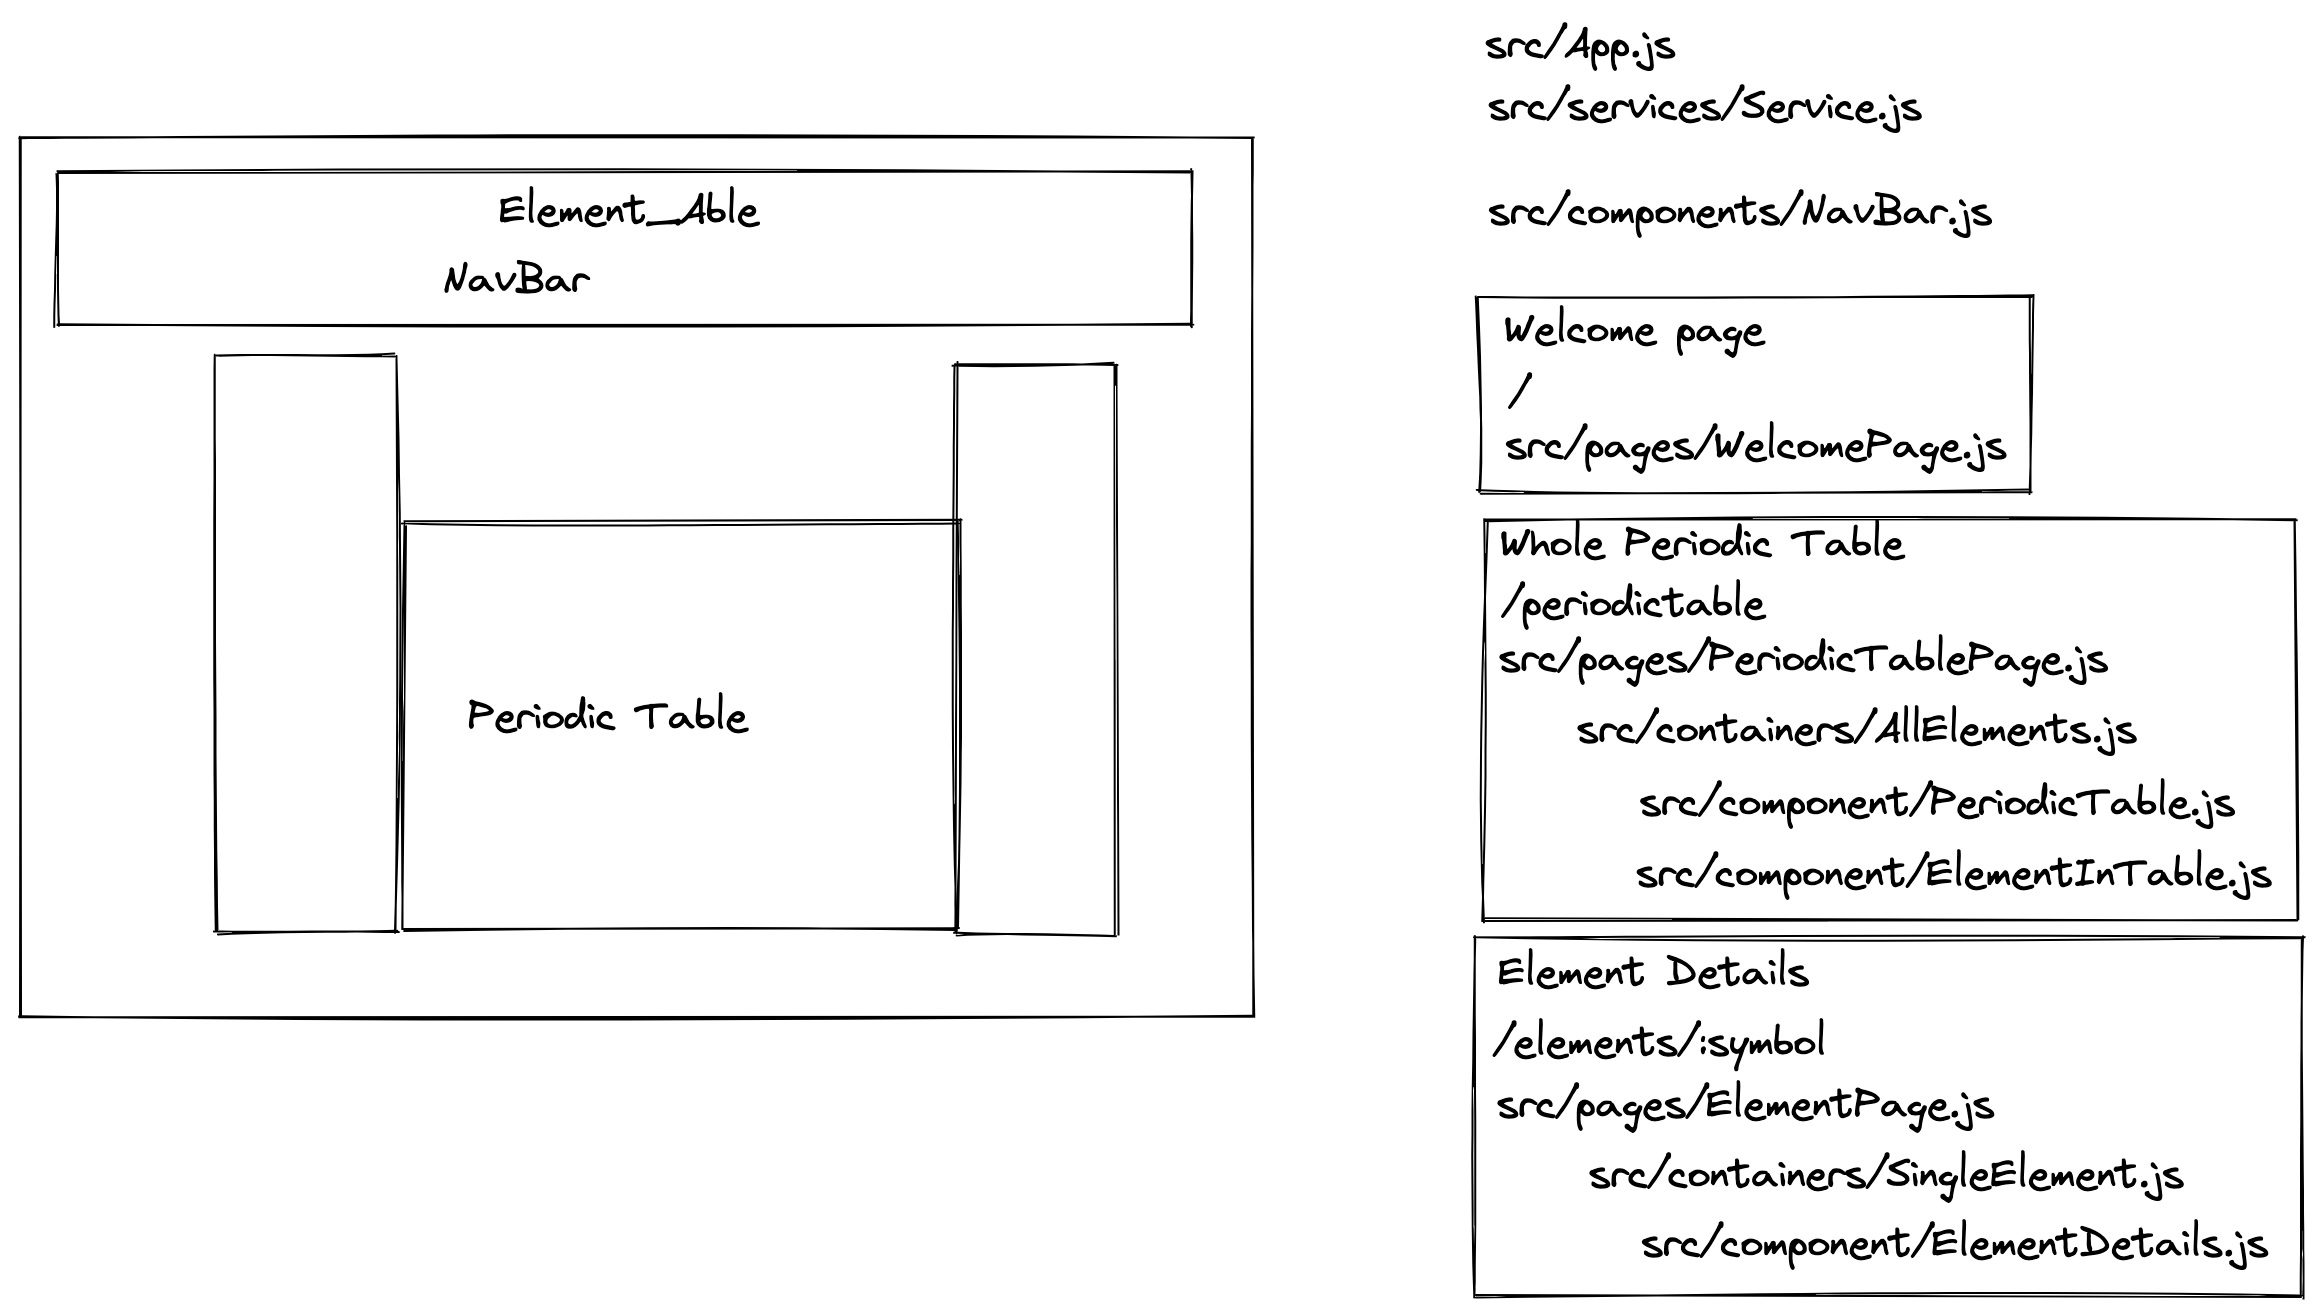 Element_Able
NavBar
Periodic Table
src/App.js
src/services/Service.js
src/components/NavBar.js
Welcome page
/
src/pages/WelcomePage.js
Whole Periodic Table
/periodictable
src/pages/PeriodicTablePage.js
src/containers/AllElements.js
src/component/PeriodicTable.js
src/component/ElementInTable.js
Element Details
/elements/:symbol
src/pages/ElementPage.js
src/containers/SingleElement.js
src/component/ElementDetails.js